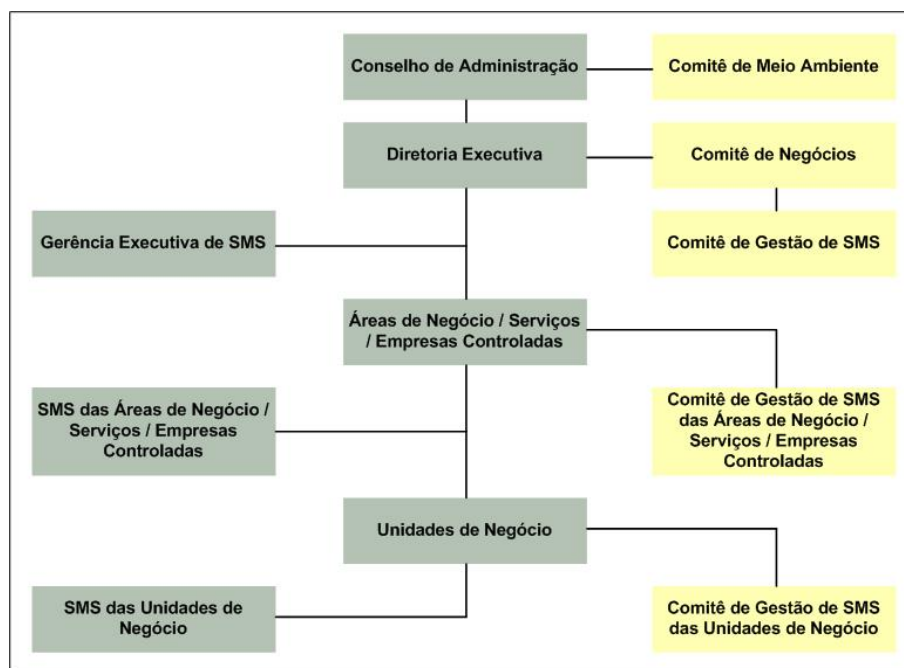 Conselho de Administração
Comitê de Meio Ambiente
Diretoria Executiva
Comitê de Negócios
Gerência Executiva de SMS
Comitê de Gestão de SMS
Áreas de Negócio / Serviços
/ Empresas Controladas
SMS das Áreas de Negócio /
Serviços / Empresas
Controladas
Comitê de Gestão de SMS
das Áreas de Negócio /
Serviços / Empresas
Controladas
Unidades de Negócio
SMS das Unidades de
Negócio
Comitê de Gestão de SMS
das Unidades de Negócio